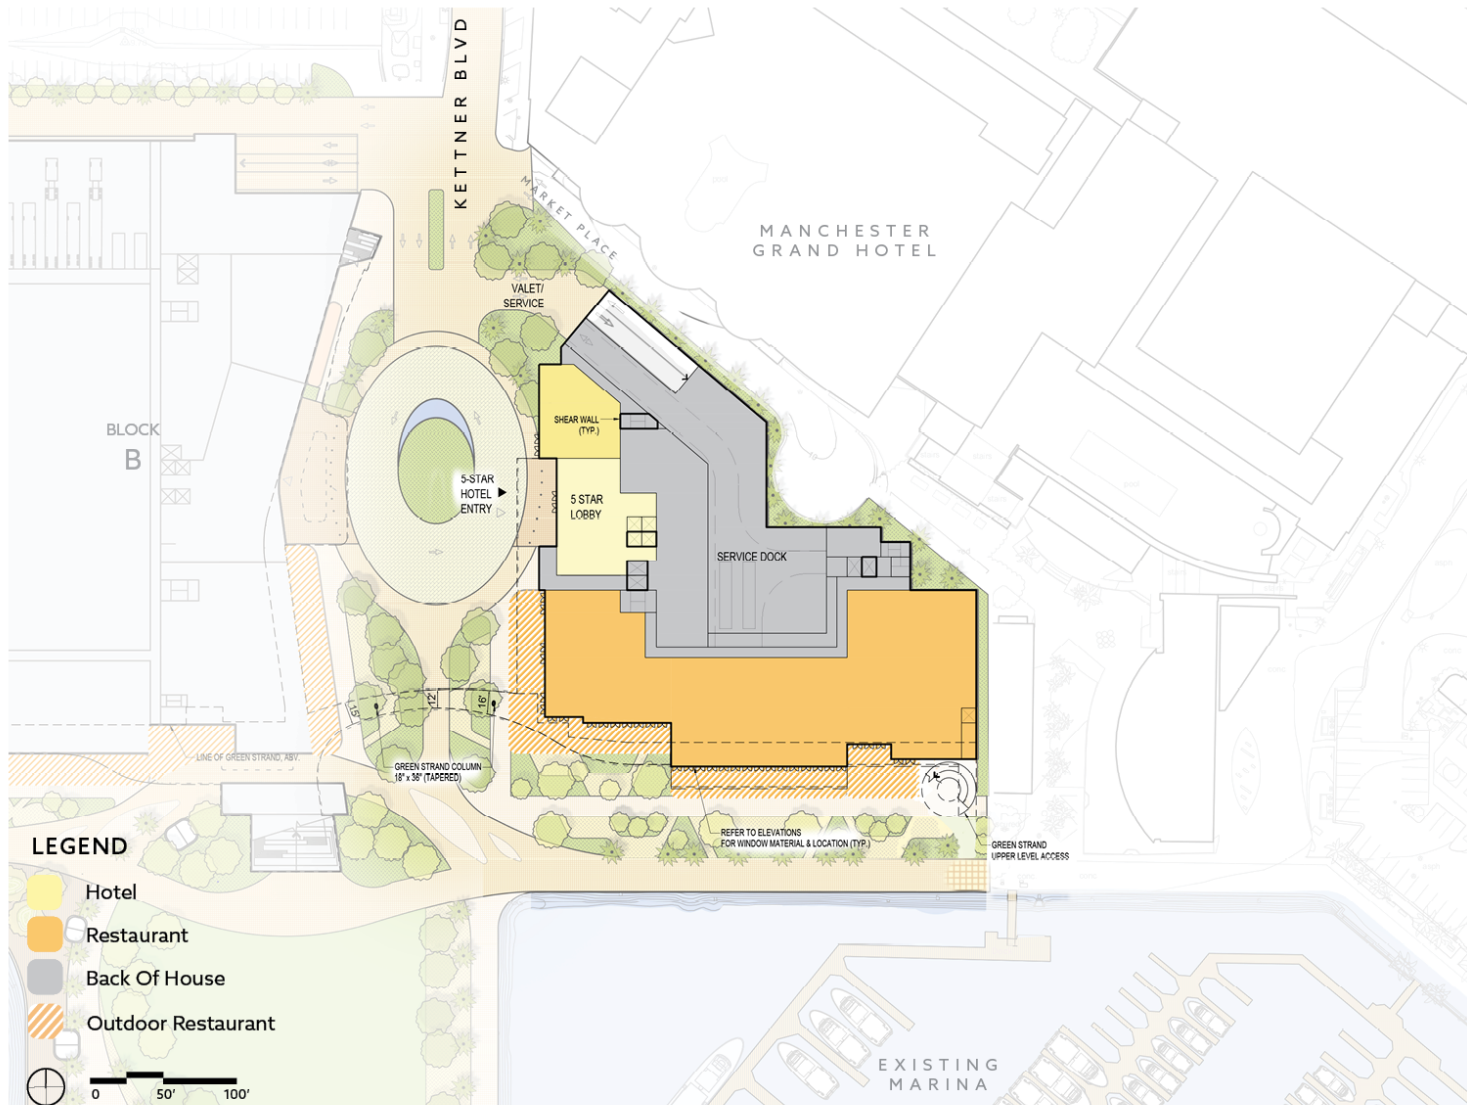 KETTNER BLVD
MARKET PLACE
MANCHESTER
GRAND HOTEL
VALET/
SERVICE
SHEAR WALL
(TYP.)
BLOCK
B
5-STAR
HOTEL
ENTRY
5 STAR
LOBBY
SERVICE DOCK
15'
12'
16'
LINE OF GREEN STRAND, ABV.
GREEN STRAND COLUMN
18" x 36" (TAPERED)
REFER TO ELEVATIONS
FOR WINDOW MATERIAL & LOCATION (TYP.)
GREEN STRAND
UPPER LEVEL ACCESS
LEGEND
Hotel
Restaurant
Back Of House
Outdoor Restaurant
0 50' 100'
EXISTING
MARINA